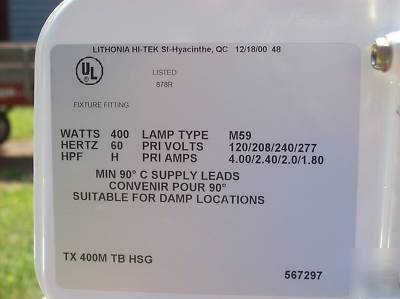 LITHONIA HI-TEK St-Hyacinthe, QC 12/18/00 48
UL
LISTED
878R
FIXTURE FITTING
WATTS 400 LAMP TYPE M59
HERTZ 60 PRI VOLTS 120/208/240/277
HPF H PRI AMPS 4.00/2.40/2.0/1.80
MIN 90° C SUPPLY LEADS
CONVENIR POUR 90°
SUITABLE FOR DAMP LOCATIONS
TX 400M TB HSG
567297